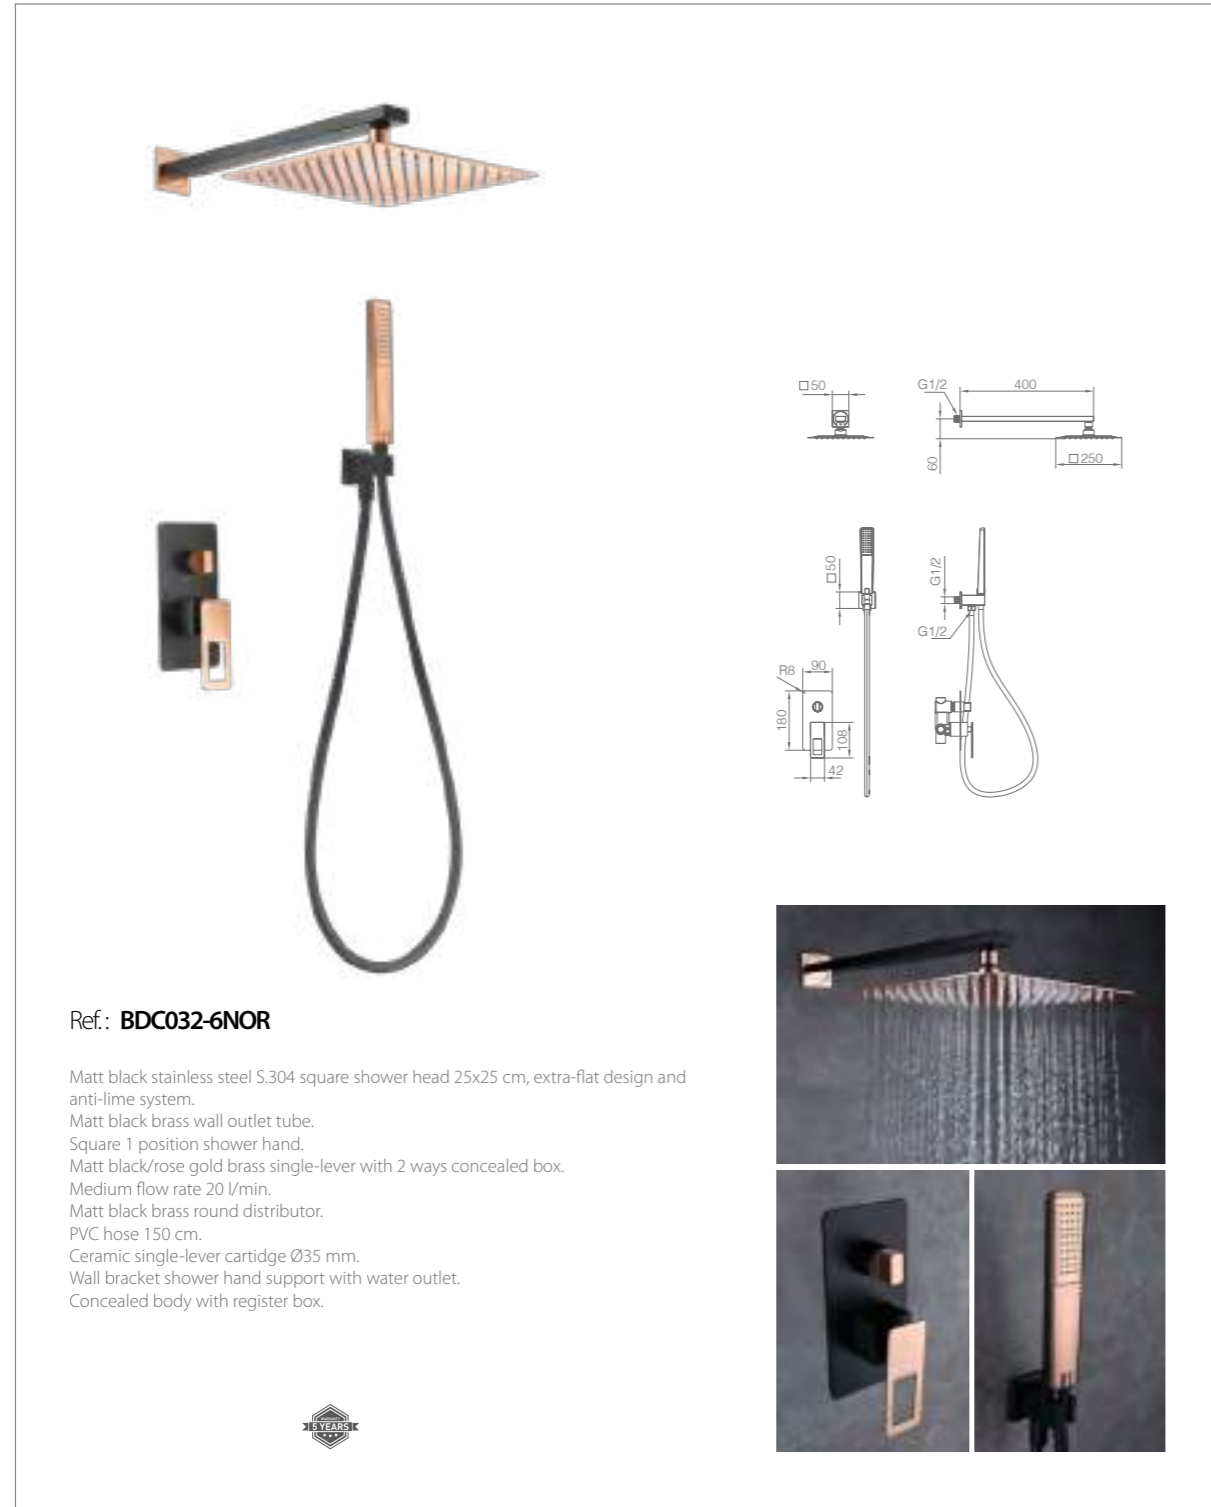 □50
G1/2
400
60
□250
□50
G1/2
G1/2
R8
90
180
108
42
Ref.: BDC032-6NOR
Matt black stainless steel S.304 square shower head 25x25 cm, extra-flat design and
anti-lime system.
Matt black brass wall outlet tube.
Square 1 position shower hand.
Matt black/rose gold brass single-lever with 2 ways concealed box.
Medium flow rate 20 l/min.
Matt black brass round distributor.
PVC hose 150 cm.
Ceramic single-lever cartidge Ø35 mm.
Wall bracket shower hand support with water outlet.
Concealed body with register box.
5 YEARS